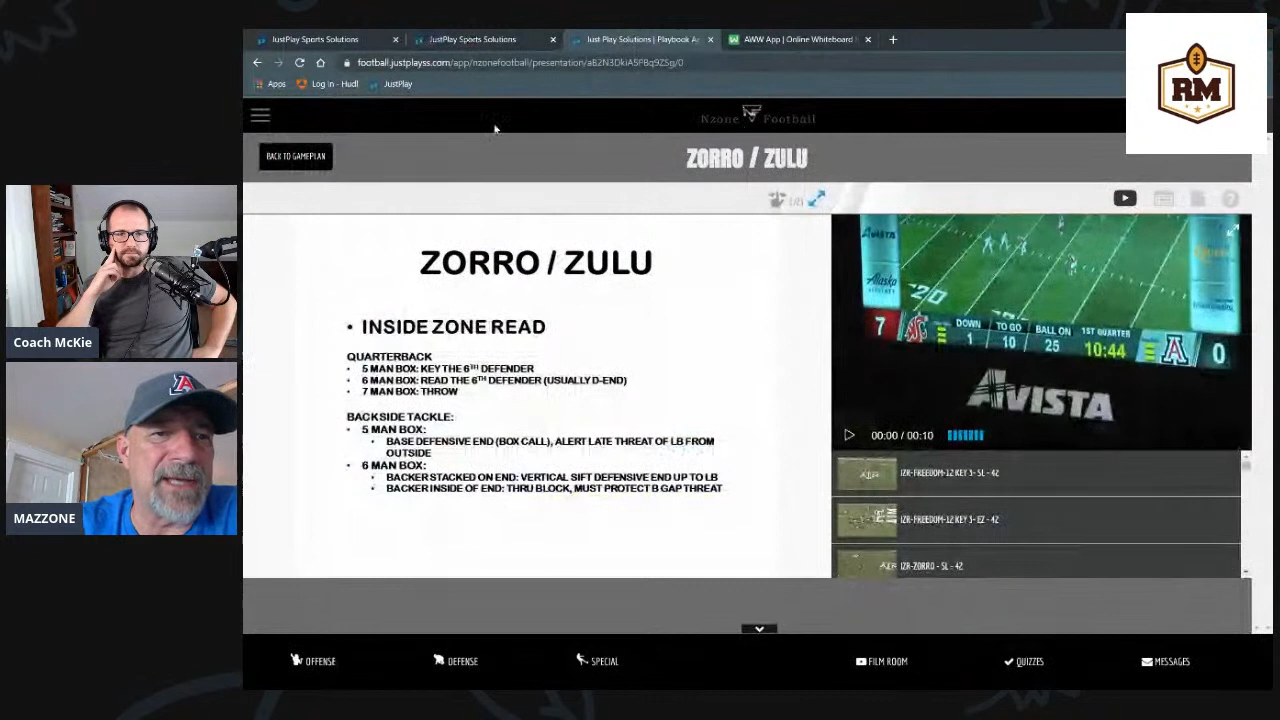 JustPlay Sports Solutions
JustPlay Sports Solutions
Just Play Solutions | Playbook A
AWW App | Online Whiteboard
football.justplayss.com/app/nzonefootball/presentation/aB2N3DkiA5PBq9ZSg/0
Apps
Log In - Hudl
JustPlay
RM
Nzone Football
BACK TO GAMEPLAN
ZORRO / ZULU
ZORRO / ZULU
• INSIDE ZONE READ
QUARTERBACK
• 5 MAN BOX: KEY THE 6TH DEFENDER
• 6 MAN BOX: READ THE 6TH DEFENDER (USUALLY D-END)
• 7 MAN BOX: THROW
BACKSIDE TACKLE:
• 5 MAN BOX:
• BASE DEFENSIVE END (BOX CALL), ALERT LATE THREAT OF LB FROM
OUTSIDE
• 6 MAN BOX:
• BACKER STACKED ON END: VERTICAL SIFT DEFENSIVE END UP TO LB
• BACKER INSIDE OF END: THRU BLOCK, MUST PROTECT B GAP THREAT
AVISTA
Alaska
20
7
DOWN
1
TO GO
10
BALL ON
25
1ST QUARTER
10:44
A
0
AVISTA
00:00 / 00:10
IZR-FREEDOM-12 KEY 3- SL - 42
IZR-FREEDOM-12 KEY 3 - EZ - 42
IZR-ZORRO - SL - 42
Coach McKie
A
MAZZONE
OFFENSE
DEFENSE
SPECIAL
FILM ROOM
QUIZZES
MESSAGES